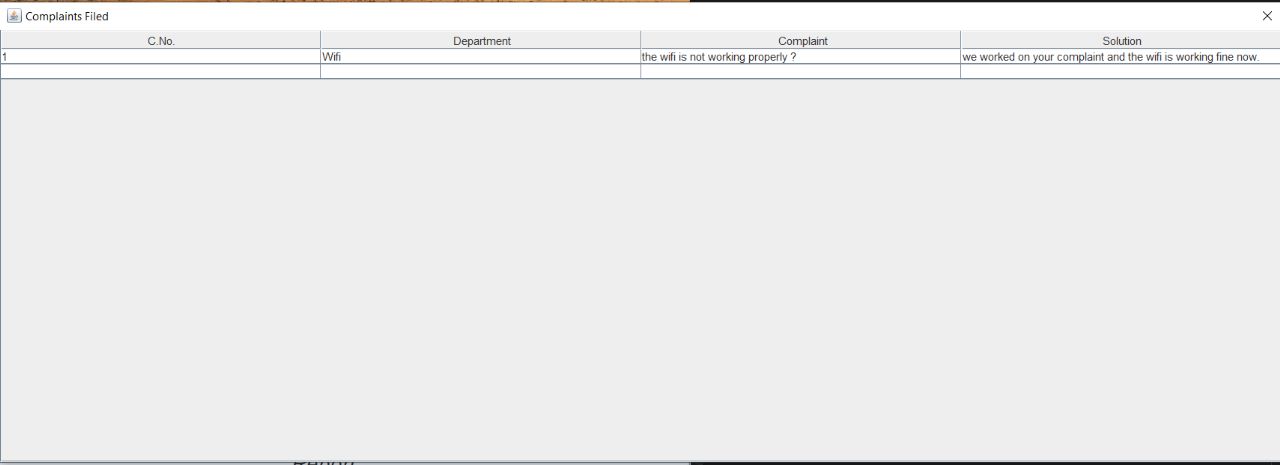 Complaints Filed
C.No. Department Complaint Solution
1 Wifi the wifi is not working properly ? we worked on your complaint and the wifi is working fine now.